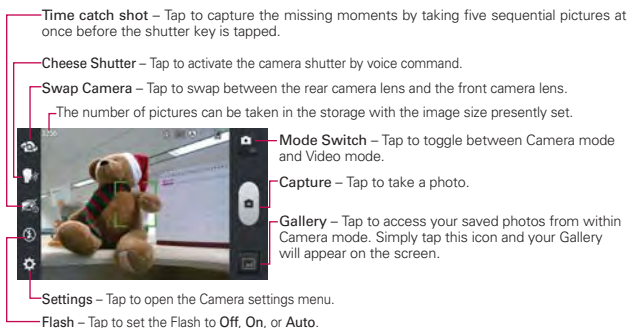 Time catch shot – Tap to capture the missing moments by taking five sequential pictures at
once before the shutter key is tapped.
Cheese Shutter – Tap to activate the camera shutter by voice command.
Swap Camera – Tap to swap between the rear camera lens and the front camera lens.
The number of pictures can be taken in the storage with the image size presently set.
Mode Switch – Tap to toggle between Camera mode
and Video mode.
Capture – Tap to take a photo.
Gallery – Tap to access your saved photos from within
Camera mode. Simply tap this icon and your Gallery
will appear on the screen.
Settings – Tap to open the Camera settings menu.
Flash – Tap to set the Flash to Off, On, or Auto.